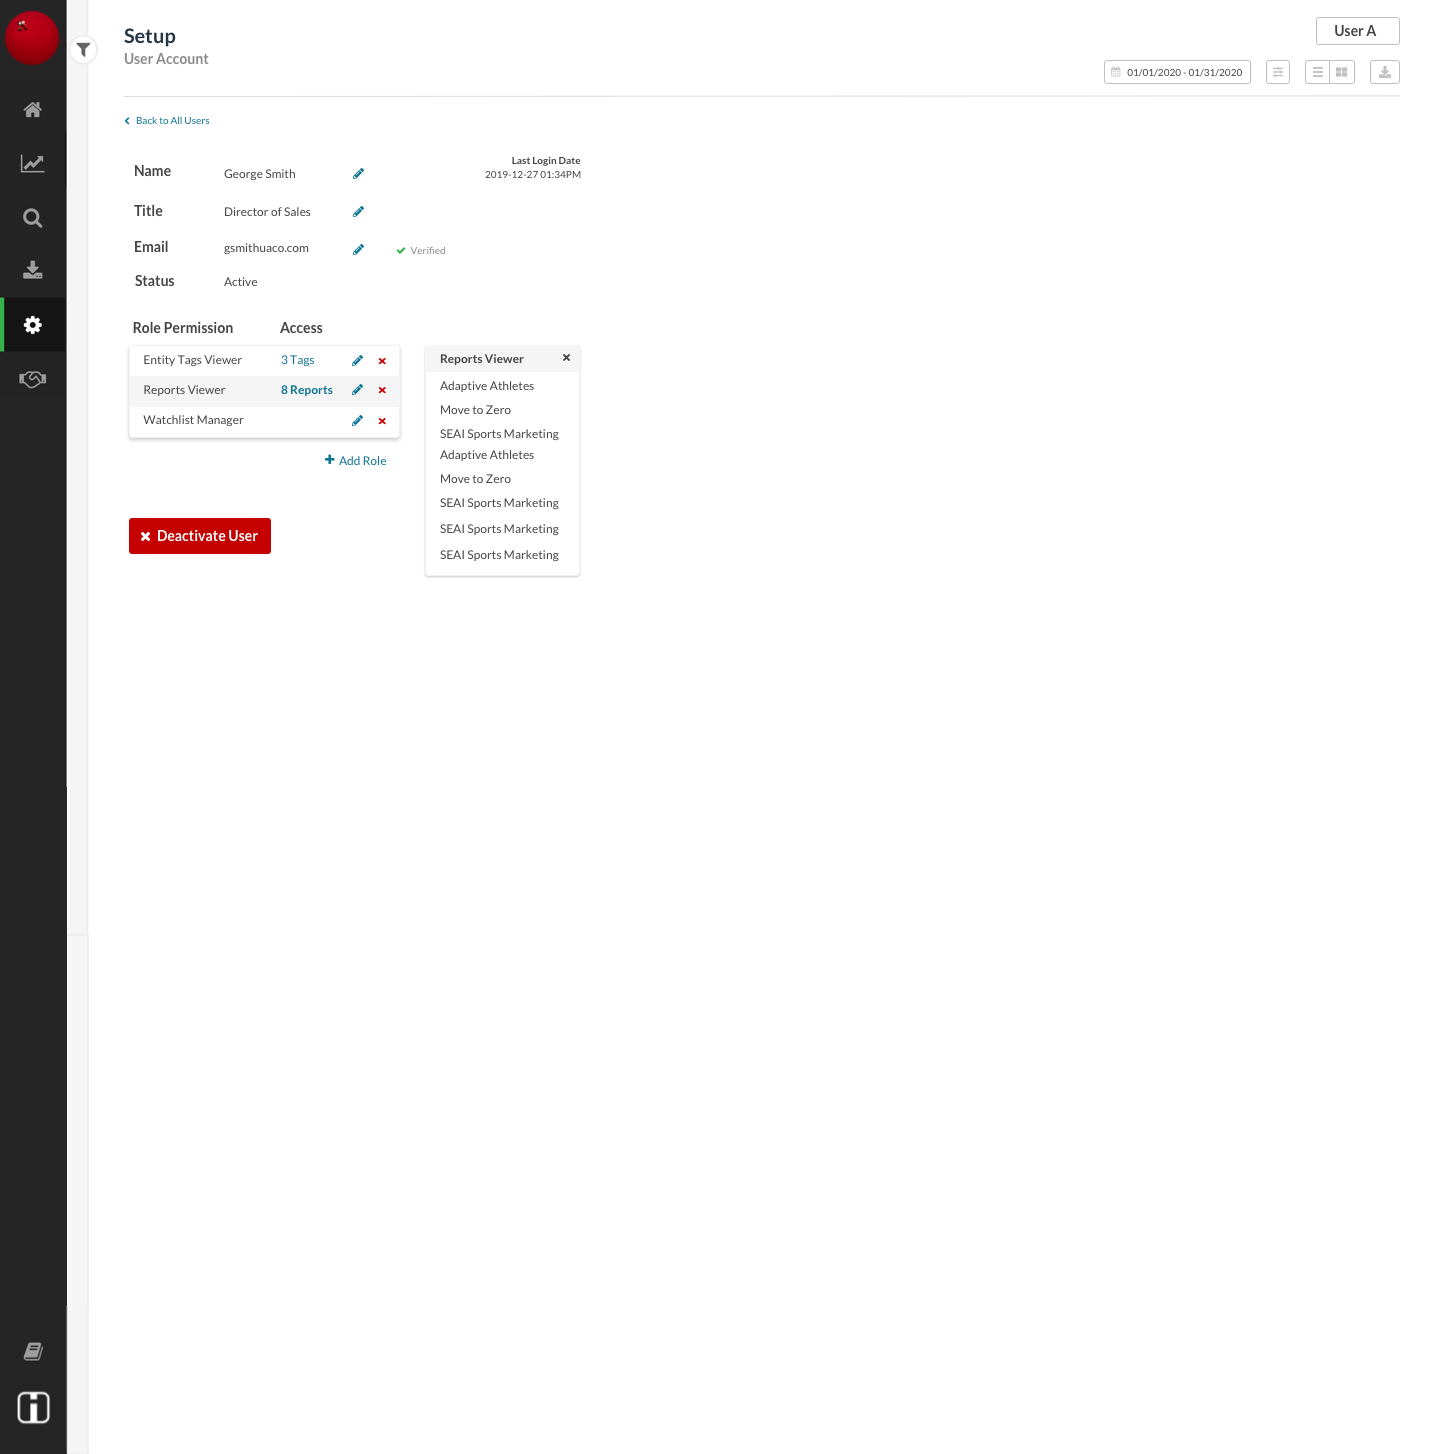 Setup
User Account
User A
01/01/2020 - 01/31/2020
Back to All Users
Name George Smith
Last Login Date
2019-12-27 01:34PM
Title Director of Sales
Email gsmithuaco.com Verified
Status Active
Role Permission Access
Entity Tags Viewer 3 Tags
Reports Viewer 8 Reports
Watchlist Manager
Add Role
Deactivate User
Reports Viewer
Adaptive Athletes
Move to Zero
SEAI Sports Marketing
Adaptive Athletes
Move to Zero
SEAI Sports Marketing
SEAI Sports Marketing
SEAI Sports Marketing